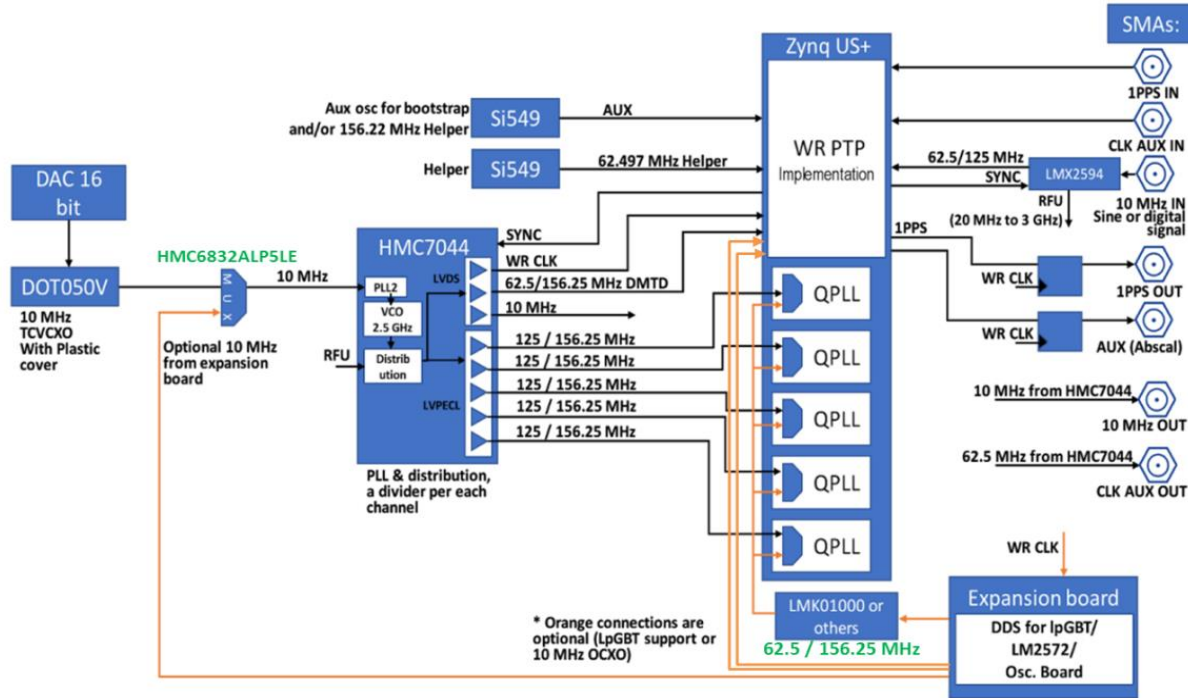 SMAs:
Zynq US+
WR PTP
Implementation
1PPS IN
CLK AUX IN
62.5/125 MHz
SYNC
LMX2594
RFU
(20 MHz to 3 GHz)
10 MHz IN
Sine or digital
signal
1PPS
WR CLK
1PPS OUT
WR CLK
AUX (Abscal)
10 MHz from HMC7044
10 MHz OUT
62.5 MHz from HMC7044
CLK AUX OUT
Aux osc for bootstrap
and/or 156.22 MHz Helper
Si549
AUX
Helper
Si549
62.497 MHz Helper
DAC 16
bit
DOT050V
10 MHz
TCVCXO
With Plastic
cover
HMC6832ALP5LE
MUX
10 MHz
Optional 10 MHz
from expansion
board
HMC7044
PLL2
VCO
2.5 GHz
Distrib
ution
RFU
LVDS
LVPECL
SYNC
WR CLK
62.5/156.25 MHz DMTD
10 MHz
125 / 156.25 MHz
125 / 156.25 MHz
125 / 156.25 MHz
125 / 156.25 MHz
125 / 156.25 MHz
PLL & distribution,
a divider per each
channel
QPLL
QPLL
QPLL
QPLL
QPLL
* Orange connections are
optional (LpGBT support or
10 MHz OCXO)
LMK01000 or
others
62.5 / 156.25 MHz
WR CLK
Expansion board
DDS for lpGBT/
LM2572/
Osc. Board